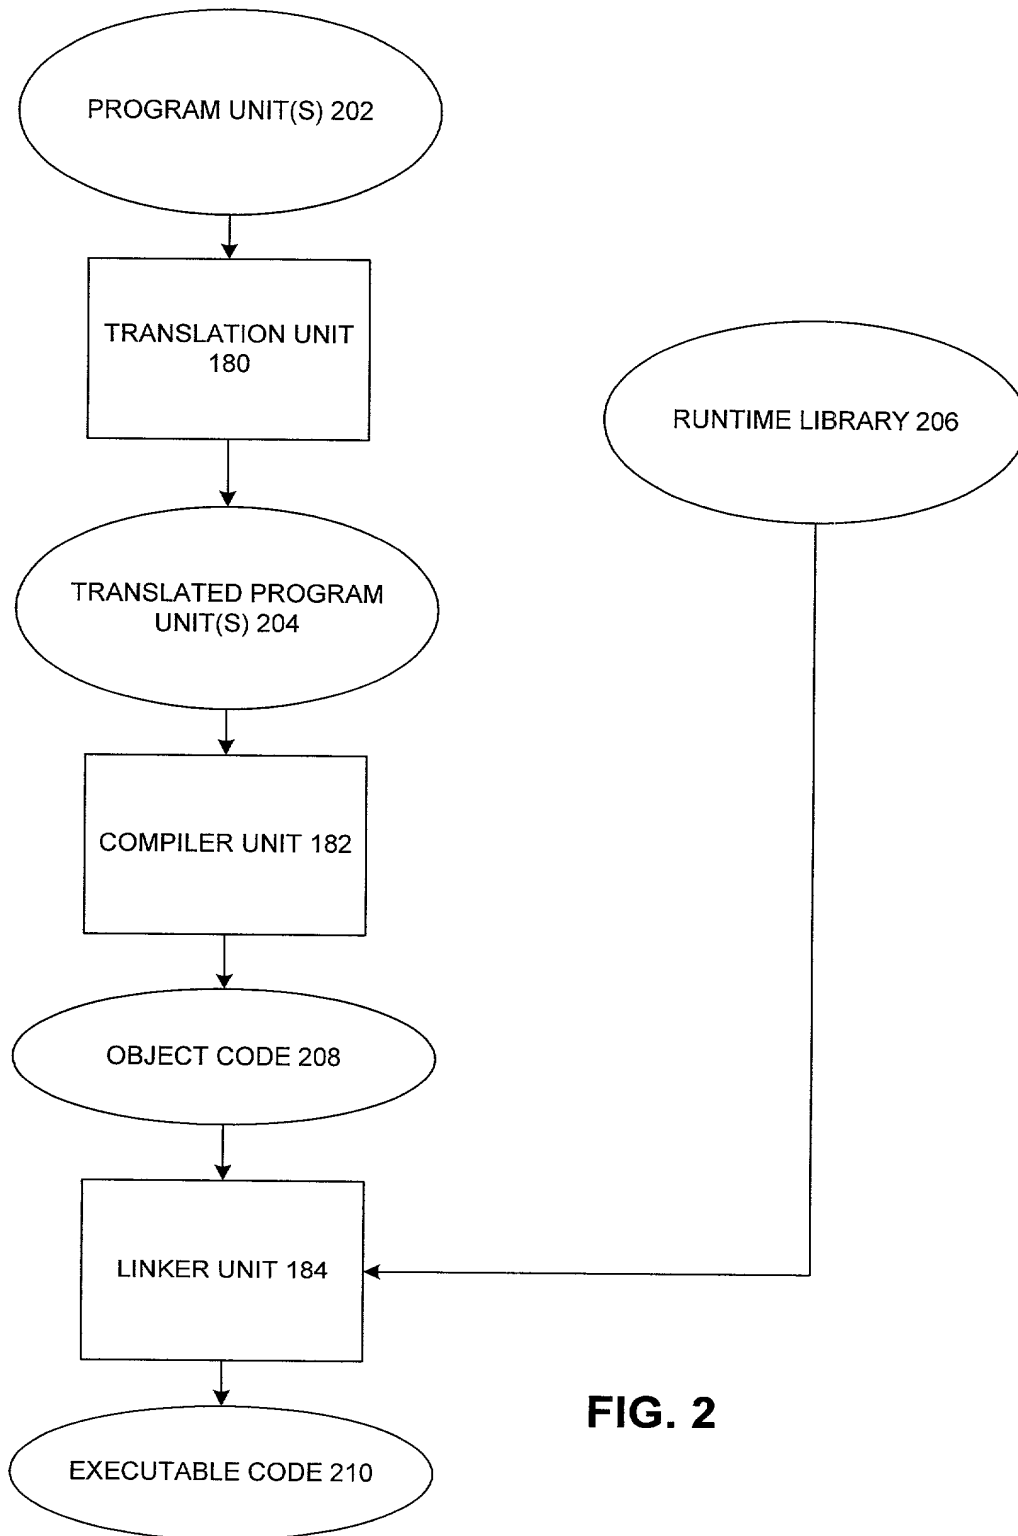 PROGRAM UNIT(S) 202
TRANSLATION UNIT
180
RUNTIME LIBRARY 206
TRANSLATED PROGRAM
UNIT(S) 204
COMPILER UNIT 182
OBJECT CODE 208
LINKER UNIT 184
FIG. 2
EXECUTABLE CODE 210